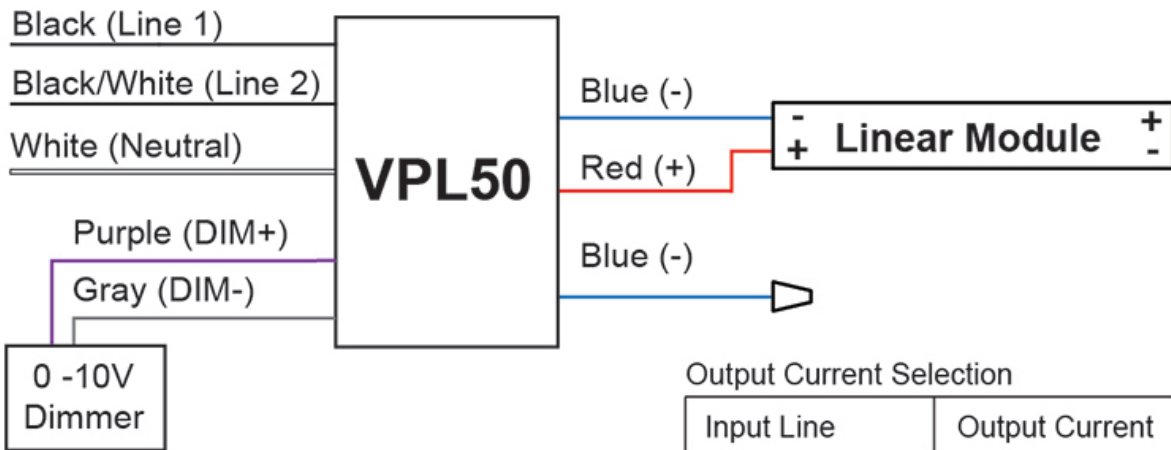 Black (Line 1)
Black/White (Line 2)
White (Neutral)
Purple (DIM+)
Gray (DIM-)
0 -10V
Dimmer
VPL50
Blue (-)
Red (+)
Blue (-)
- Linear Module +
+ -
Output Current Selection
Input Line Output Current